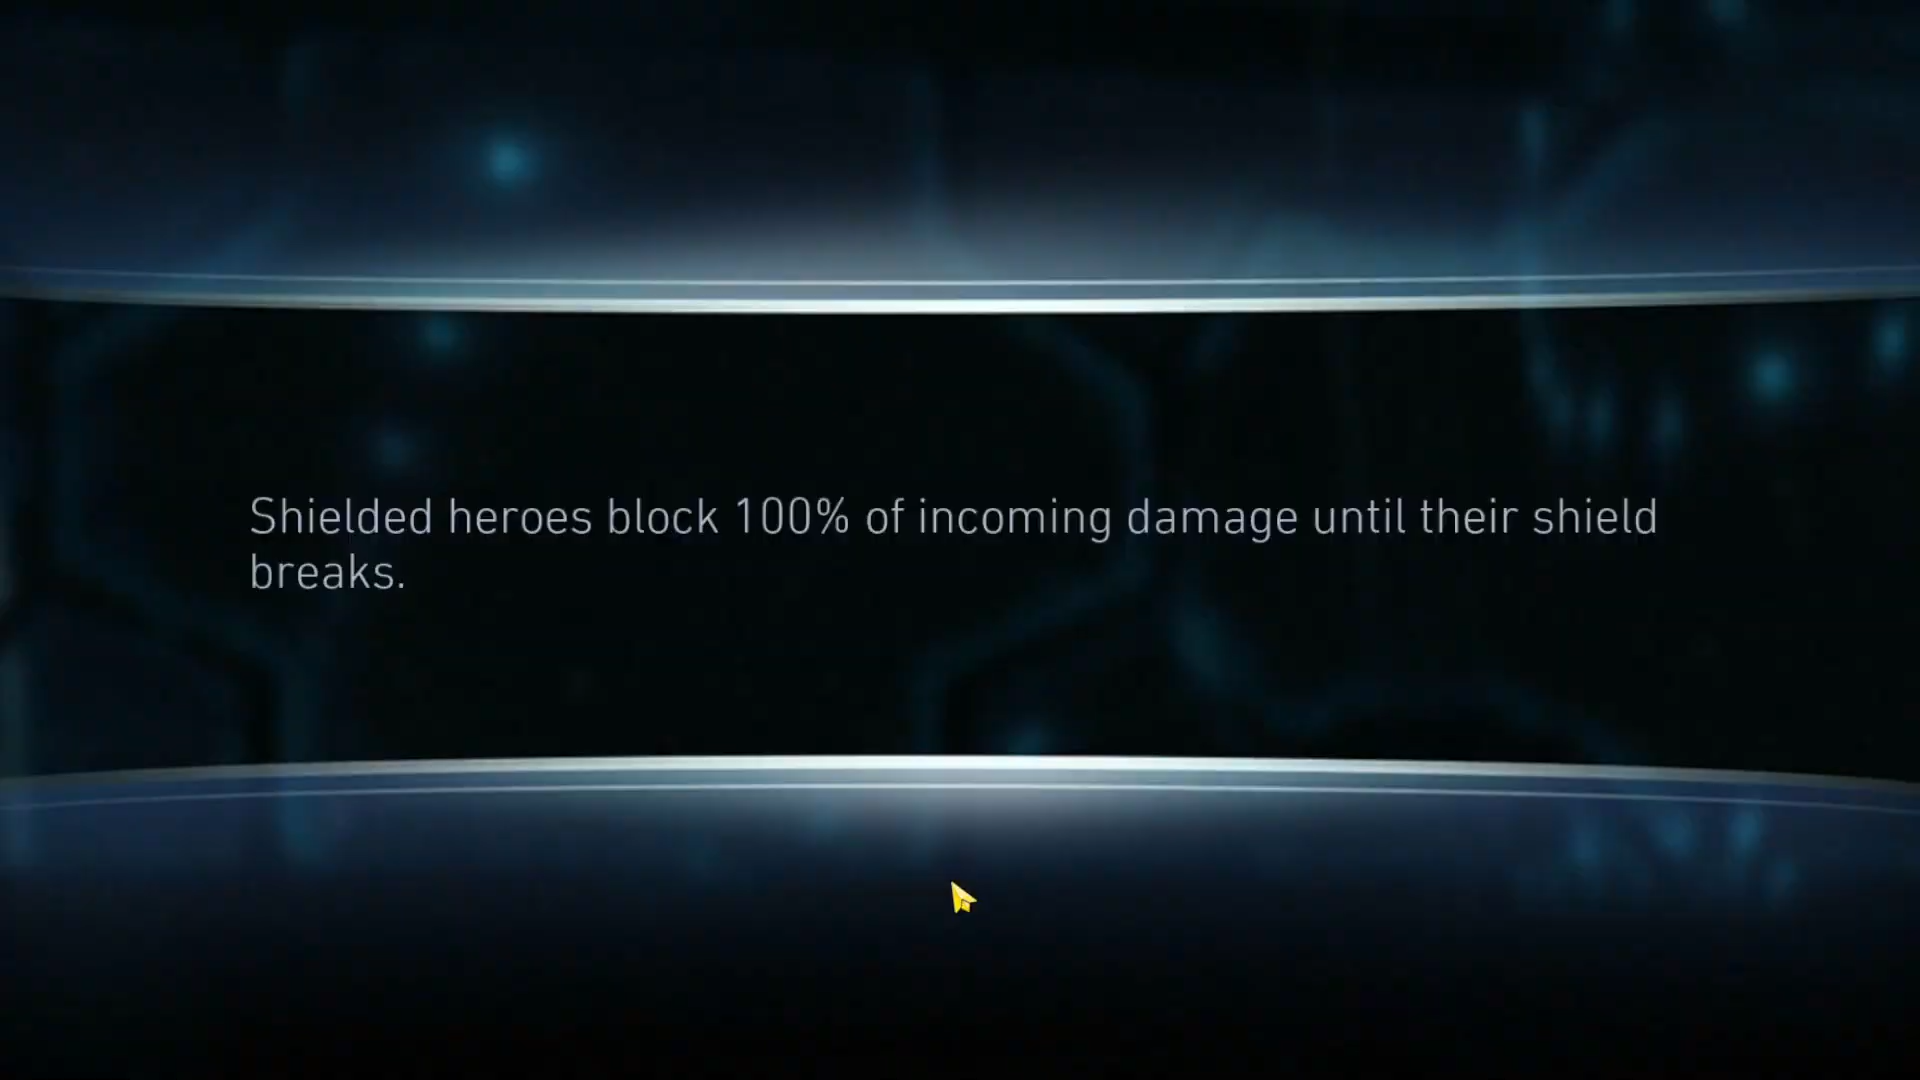 Shielded heroes block 100% of incoming damage until their shield
breaks.